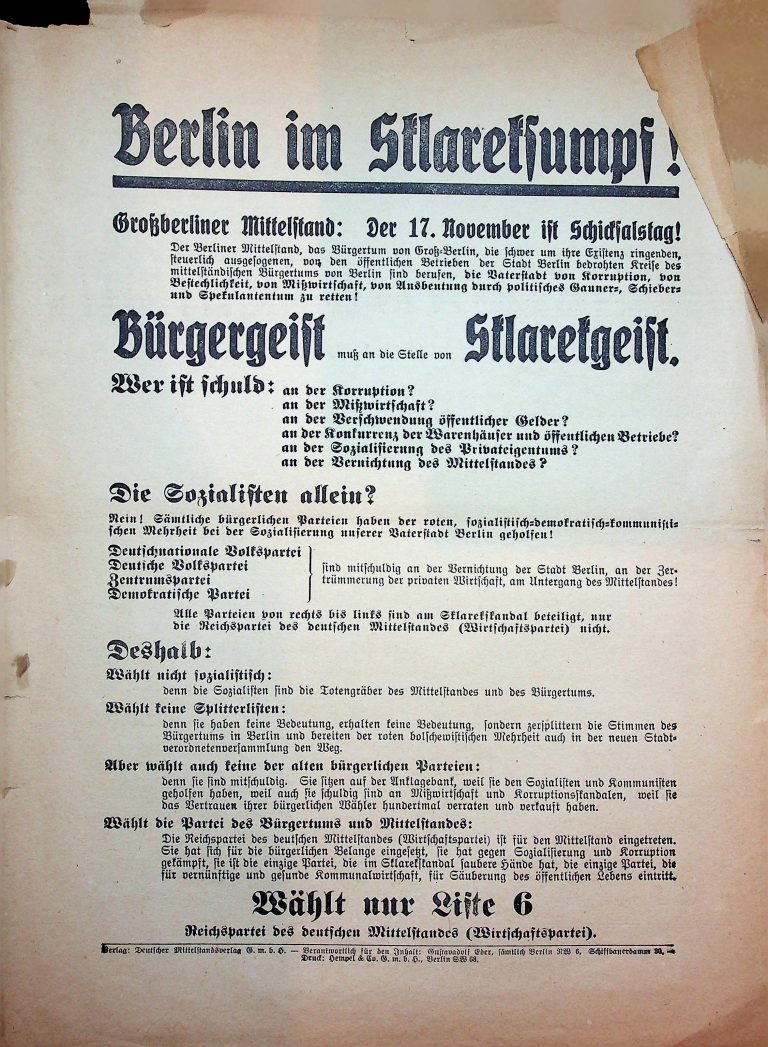 Berlin im Sklareksumpf!
Großberliner Mittelstand: Der 17. November ist Schicksalstag!
Der Berliner Mittelstand, das Bürgertum von Groß-Berlin, die schwer um ihre Existenz ringenden,
steuerlich ausgesogenen, von den öffentlichen Betrieben der Stadt Berlin bedrohten Kreise des
mittelständischen Bürgertums von Berlin sind berufen, die Vaterstadt von Korruption, von
Bestechlichkeit, von Mißwirtschaft, von Ausbeutung durch politisches Gauner-, Schieber-
und Spekulantentum zu retten!
Bürgergeist muß an die Stelle von Sklarekgeist.
Wer ist schuld: an der Korruption?
an der Mißwirtschaft?
an der Verschwendung öffentlicher Gelder?
an der Konkurrenz der Warenhäuser und öffentlichen Betriebe?
an der Sozialisierung des Privateigentums?
an der Vernichtung des Mittelstandes?
Die Sozialisten allein?
Nein! Sämtliche bürgerlichen Parteien haben der roten, sozialistisch-demokratisch-kommunisti-
schen Mehrheit bei der Sozialisierung unserer Vaterstadt Berlin geholfen!
Deutschnationale Volkspartei
Deutsche Volkspartei
Zentrumspartei
Demokratische Partei
sind mitschuldig an der Vernichtung der Stadt Berlin, an der Zer-
trümmerung der privaten Wirtschaft, am Untergang des Mittelstandes!
Alle Parteien von rechts bis links sind am Sklarekskandal beteiligt, nur
die Reichspartei des deutschen Mittelstandes (Wirtschaftspartei) nicht.
Deshalb:
Wählt nicht sozialistisch:
denn die Sozialisten sind die Totengräber des Mittelstandes und des Bürgertums.
Wählt keine Splitterlisten:
denn sie haben keine Bedeutung, erhalten keine Bedeutung, sondern zersplittern die Stimmen des
Bürgertums in Berlin und bereiten der roten bolschewistischen Mehrheit auch in der neuen Stadt-
verordnetenversammlung den Weg.
Aber wählt auch keine der alten bürgerlichen Parteien:
denn sie sind mitschuldig. Sie sitzen auf der Anklagebank, weil sie den Sozialisten und Kommunisten
geholfen haben, weil auch sie schuldig sind an Mißwirtschaft und Korruptionsskandalen, weil sie
das Vertrauen ihrer bürgerlichen Wähler hundertmal verraten und verkauft haben.
Wählt die Partei des Bürgertums und Mittelstandes:
Die Reichspartei des deutschen Mittelstandes (Wirtschaftspartei) ist für den Mittelstand eingetreten.
Sie hat sich für die bürgerlichen Belange eingesetzt, sie hat gegen Sozialisierung und Korruption
gekämpft, sie ist die einzige Partei, die im Sklarekskandal saubere Hände hat, die einzige Partei, die
für vernünftige und gesunde Kommunalwirtschaft, für Säuberung des öffentlichen Lebens eintritt.
Wählt nur Liste 6
Reichspartei des deutschen Mittelstandes (Wirtschaftspartei).
Verlag: Deutscher Mittelstandsverlag G. m. b. H. — Verantwortlich für den Inhalt: Gustavadolf Eber, sämtlich Berlin NW 6, Schiffbauerdamm 30. —
Druck: Hempel & Co. G. m. b. H., Berlin SW 68.